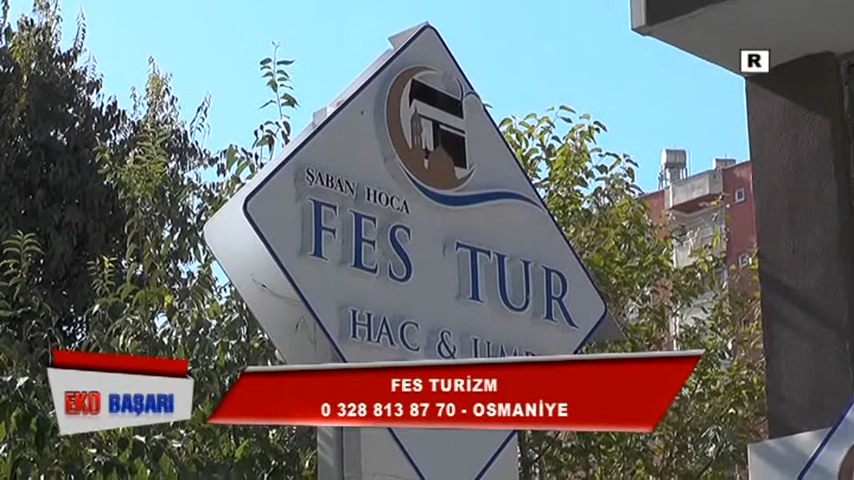 R
ŞABAN HOCA
FES TUR
HAC &
EKO BAŞARI
FES TURİZM
0 328 813 87 70 - OSMANİYE